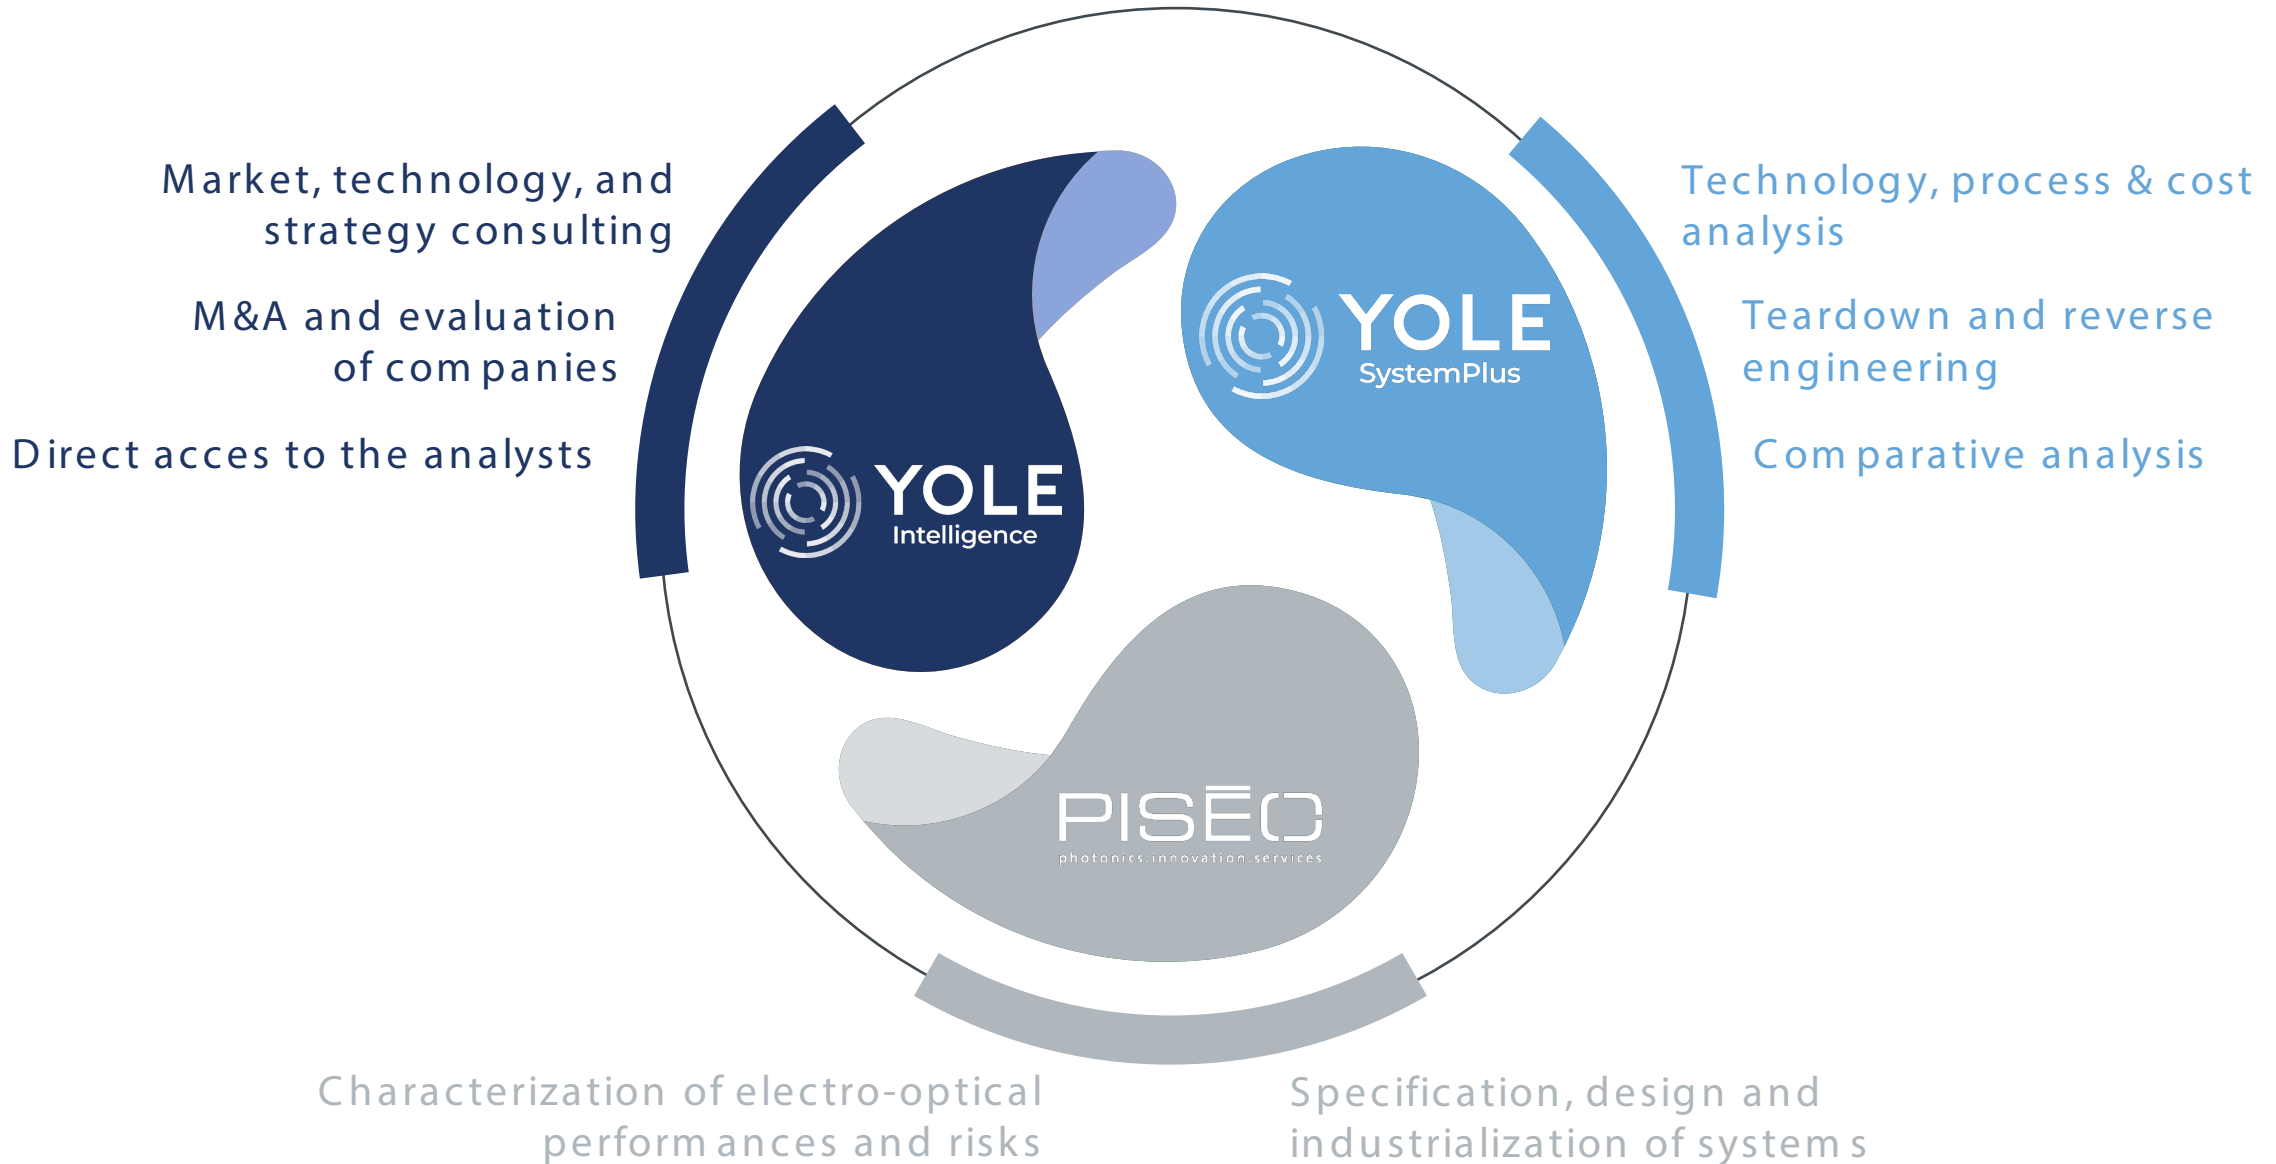 Market, technology, and
strategy consulting
M&A and evaluation
of companies
Direct acces to the analysts
YOLE
Intelligence
YOLE
SystemPlus
Technology, process & cost
analysis
Teardown and reverse
engineering
Comparative analysis
PISĒO
photonics.innovation.services
Characterization of electro-optical
performances and risks
Specification, design and
industrialization of systems